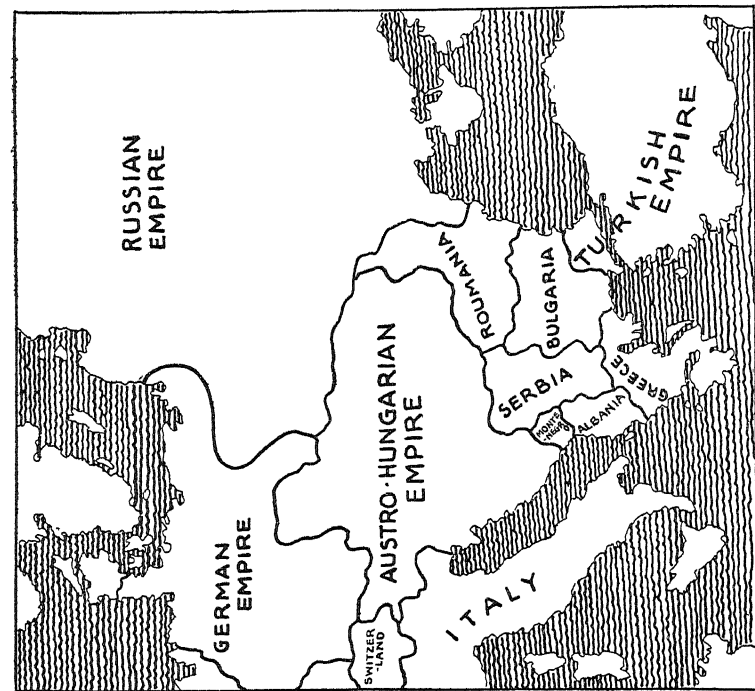 RUSSIAN
EMPIRE
GERMAN
EMPIRE
AUSTRO-HUNGARIAN
EMPIRE
SWITZER
-LAND
ITALY
ROUMANIA
SERBIA
BULGARIA
MONTE
-NEGRO
ALBANIA
GREECE
TURKISH
EMPIRE